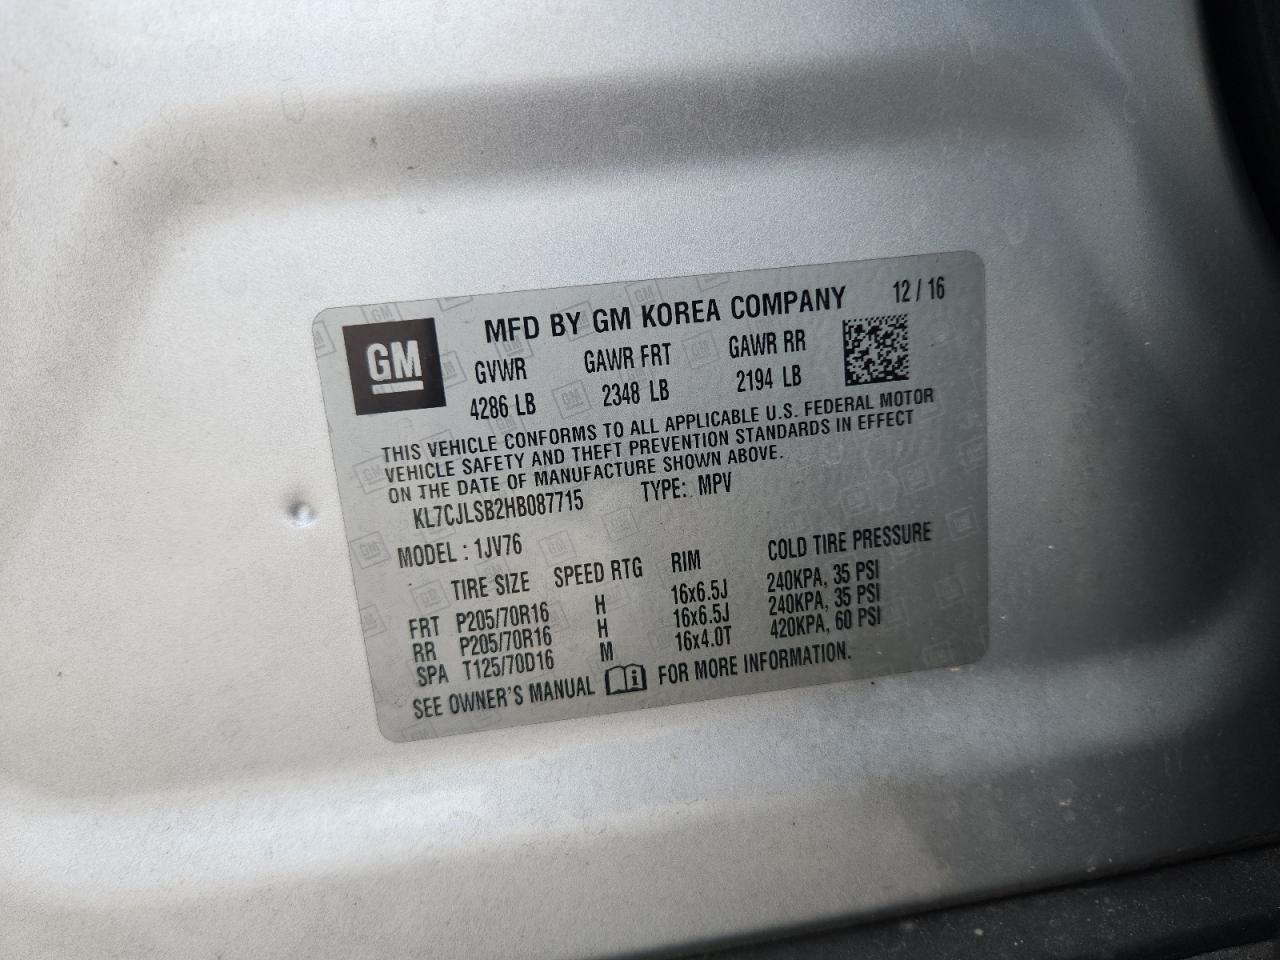 GM
MFD BY GM KOREA COMPANY 12 / 16
GVWR GAWR FRT GAWR RR
4286 LB 2348 LB 2194 LB
THIS VEHICLE CONFORMS TO ALL APPLICABLE U.S. FEDERAL MOTOR
VEHICLE SAFETY AND THEFT PREVENTION STANDARDS IN EFFECT
ON THE DATE OF MANUFACTURE SHOWN ABOVE.
KL7CJLSB2HB087715 TYPE: MPV
MODEL : 1JV76
TIRE SIZE SPEED RTG RIM COLD TIRE PRESSURE
FRT P205/70R16 H 16x6.5J 240KPA, 35 PSI
RR P205/70R16 H 16x6.5J 240KPA, 35 PSI
SPA T125/70D16 M 16x4.0T 420KPA, 60 PSI
SEE OWNER'S MANUAL FOR MORE INFORMATION.